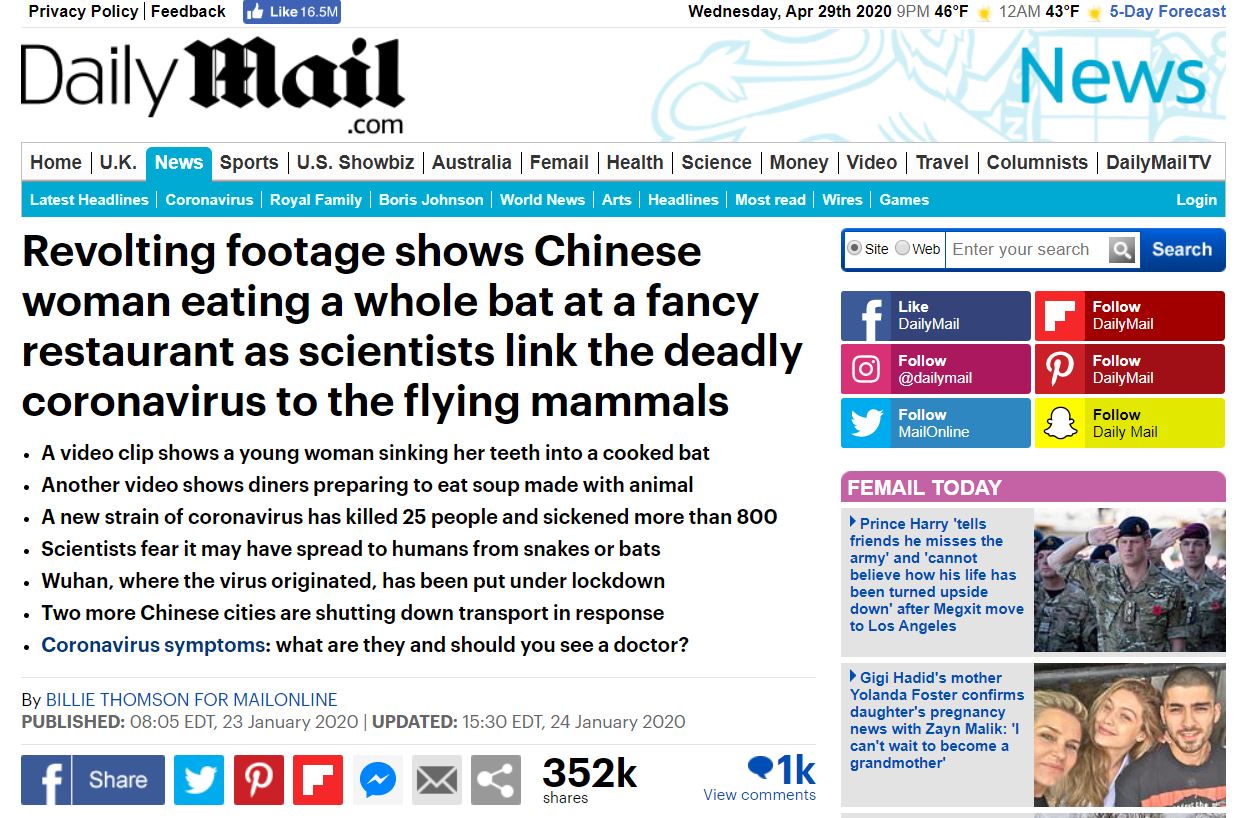 Privacy Policy | Feedback Like 16.5M
Wednesday, Apr 29th 2020 9PM 46°F 12AM 43°F 5-Day Forecast
Daily Mail
.com
News
Home U.K. News Sports U.S. Showbiz Australia Femail Health Science Money Video Travel Columnists DailyMailTV
Latest Headlines Coronavirus Royal Family Boris Johnson World News Arts Headlines Most read Wires Games Login
Revolting footage shows Chinese
woman eating a whole bat at a fancy
restaurant as scientists link the deadly
coronavirus to the flying mammals
• A video clip shows a young woman sinking her teeth into a cooked bat
• Another video shows diners preparing to eat soup made with animal
• A new strain of coronavirus has killed 25 people and sickened more than 800
• Scientists fear it may have spread to humans from snakes or bats
• Wuhan, where the virus originated, has been put under lockdown
• Two more Chinese cities are shutting down transport in response
• Coronavirus symptoms: what are they and should you see a doctor?
By BILLIE THOMSON FOR MAILONLINE
PUBLISHED: 08:05 EDT, 23 January 2020 | UPDATED: 15:30 EDT, 24 January 2020
Share
352k
shares
1k
View comments
Site Web Enter your search Search
Like
DailyMail
Follow
DailyMail
Follow
@dailymail
Follow
DailyMail
Follow
MailOnline
Follow
Daily Mail
FEMAIL TODAY
Prince Harry 'tells
friends he misses the
army' and 'cannot
believe how his life has
been turned upside
down' after Megxit move
to Los Angeles
Gigi Hadid's mother
Yolanda Foster confirms
daughter's pregnancy
news with Zayn Malik: 'I
can't wait to become a
grandmother'